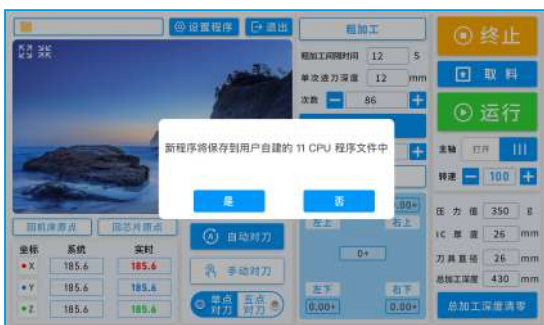 设置程序
退出
粗加工
粗加工间隔时间 12 S
单次进刀深度 12 mm
次数 86
终止
取料
运行
主轴 打开
转速 100
新程序将保存到用户自建的 11 CPU 程序文件中
是
否
回机床原点
回芯片原点
坐标 系统 实时
X 185.6 185.6
Y 185.6 185.6
Z 185.6 185.6
自动对刀
手动对刀
单点对刀
五点对刀
左上
0.00+
右上
0+
左下
0.00+
右下
0.00+
压力值 350 g
IC 厚度 26 mm
刀具直径 26 mm
总加工深度 430 mm
总加工深度清零